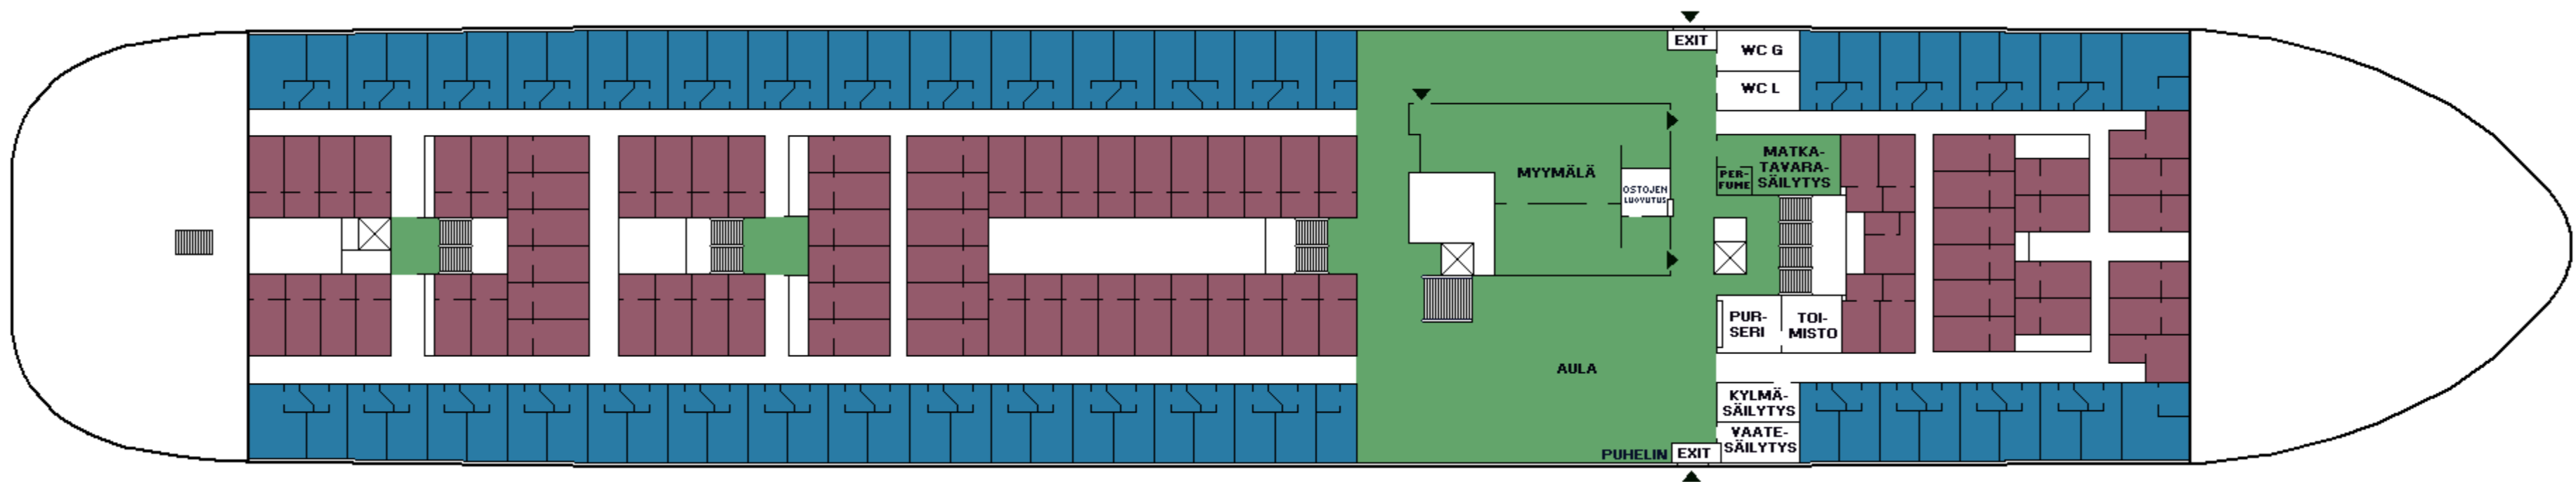 EXIT
WC G
WC L
MATKA-
TAVARA-
SÄILYTYS
PER-
FUME
MYYMÄLÄ
OSTOJEN
LUOVUTUS
PUR-
SERI
TOI-
MISTO
AULA
KYLMÄ-
SÄILYTYS
VAATE-
SÄILYTYS
PUHELIN
EXIT